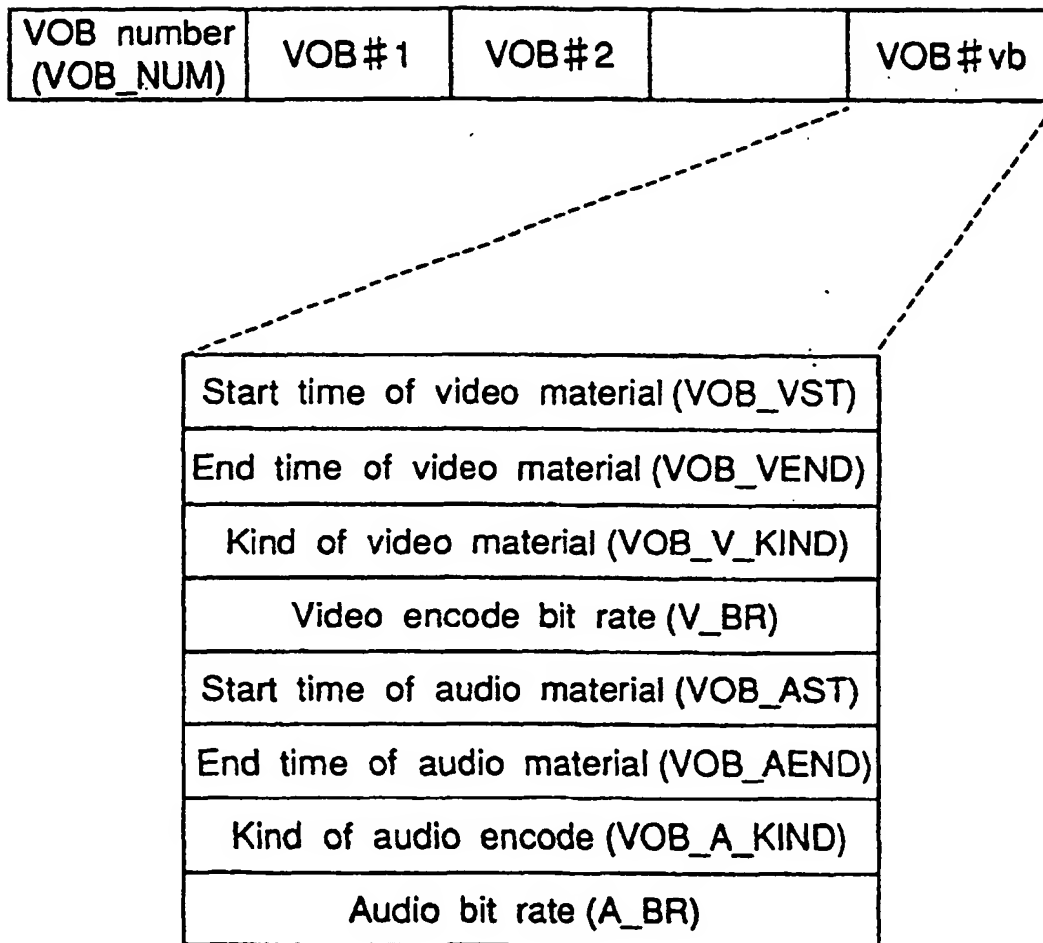 VOB number
(VOB_NUM)
VOB#1
VOB#2
VOB#vb
Start time of video material (VOB_VST)
End time of video material (VOB_VEND)
Kind of video material (VOB_V_KIND)
Video encode bit rate (V_BR)
Start time of audio material (VOB_AST)
End time of audio material (VOB_AEND)
Kind of audio encode (VOB_A_KIND)
Audio bit rate (A_BR)